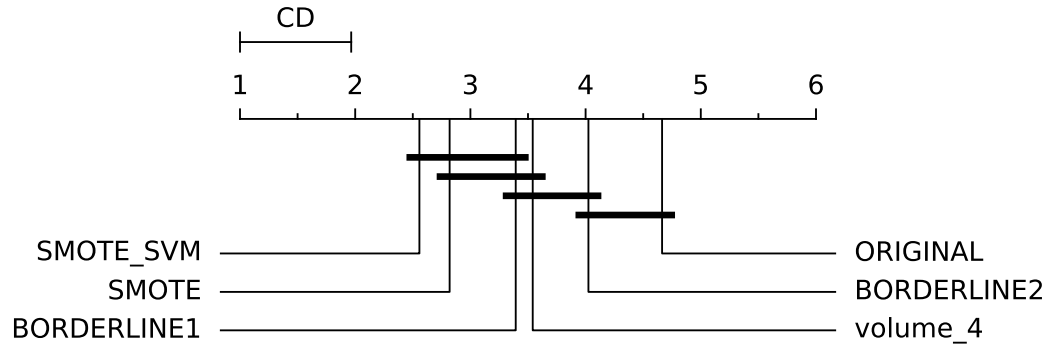 CD
1 2 3 4 5 6
SMOTE_SVM ORIGINAL
SMOTE BORDERLINE2
BORDERLINE1 volume_4